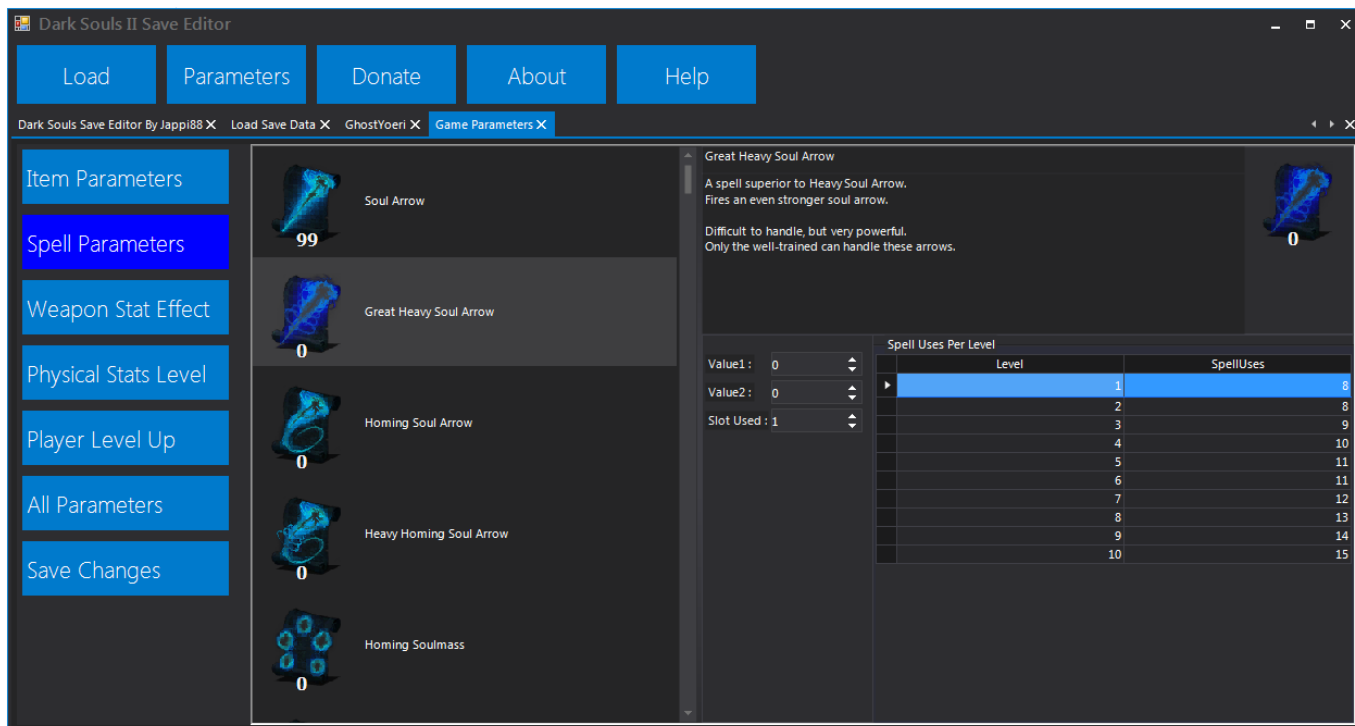 Dark Souls II Save Editor
Load Parameters Donate About Help
Dark Souls Save Editor By Jappi88 X Load Save Data X GhostYoeri X Game Parameters X
Item Parameters
Spell Parameters
Weapon Stat Effect
Physical Stats Level
Player Level Up
All Parameters
Save Changes
Soul Arrow
99
Great Heavy Soul Arrow
0
Homing Soul Arrow
0
Heavy Homing Soul Arrow
0
Homing Soulmass
0
Great Heavy Soul Arrow
A spell superior to Heavy Soul Arrow.
Fires an even stronger soul arrow.
Difficult to handle, but very powerful.
Only the well-trained can handle these arrows.
0
Value1 : 0
Value2 : 0
Slot Used : 1
Spell Uses Per Level
Level SpellUses
1 8
2 8
3 9
4 10
5 11
6 11
7 12
8 13
9 14
10 15